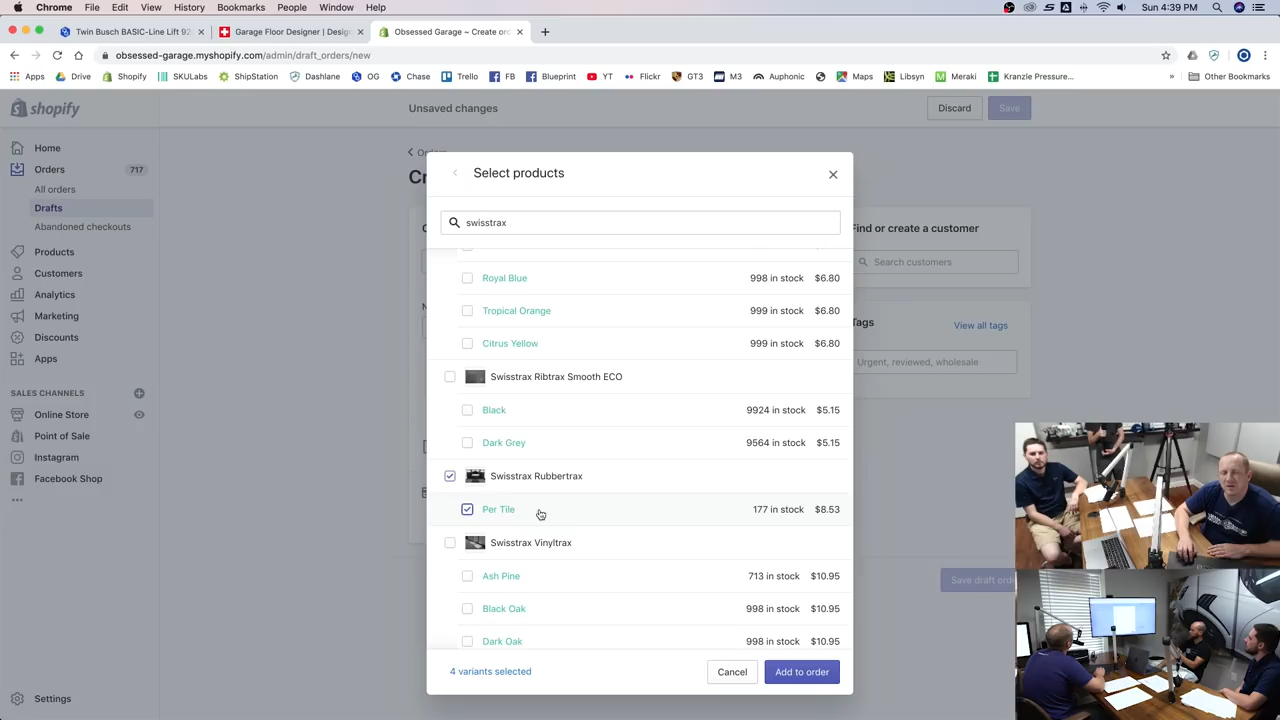 Chrome File Edit View History Bookmarks People Window Help Sun 4:39 PM
Twin Busch BASIC-Line Lift 92 Garage Floor Designer | Desig Obsessed Garage ~ Create ord
obsessed-garage.myshopify.com/admin/draft_orders/new
Apps Drive Shopify SKULabs ShipStation Dashlane OG Chase Trello FB Blueprint YT Flickr GT3 M3 Auphonic Maps Libsyn Meraki Kranzle Pressure... » Other Bookmarks
shopify Unsaved changes Discard Save
Home
Orders 717
All orders
Drafts
Abandoned checkouts
Products
Customers
Analytics
Marketing
Discounts
Apps
SALES CHANNELS
Online Store
Point of Sale
Instagram
Facebook Shop
Settings
Select products
swisstrax
Royal Blue 998 in stock $6.80
Tropical Orange 999 in stock $6.80
Citrus Yellow 999 in stock $6.80
Swisstrax Ribtrax Smooth ECO
Black 9924 in stock $5.15
Dark Grey 9564 in stock $5.15
Swisstrax Rubbertrax
Per Tile 177 in stock $8.53
Swisstrax Vinyltrax
Ash Pine 713 in stock $10.95
Black Oak 998 in stock $10.95
Dark Oak 998 in stock $10.95
4 variants selected Cancel Add to order
Find or create a customer
Search customers
Tags View all tags
Urgent, reviewed, wholesale
Save draft orde